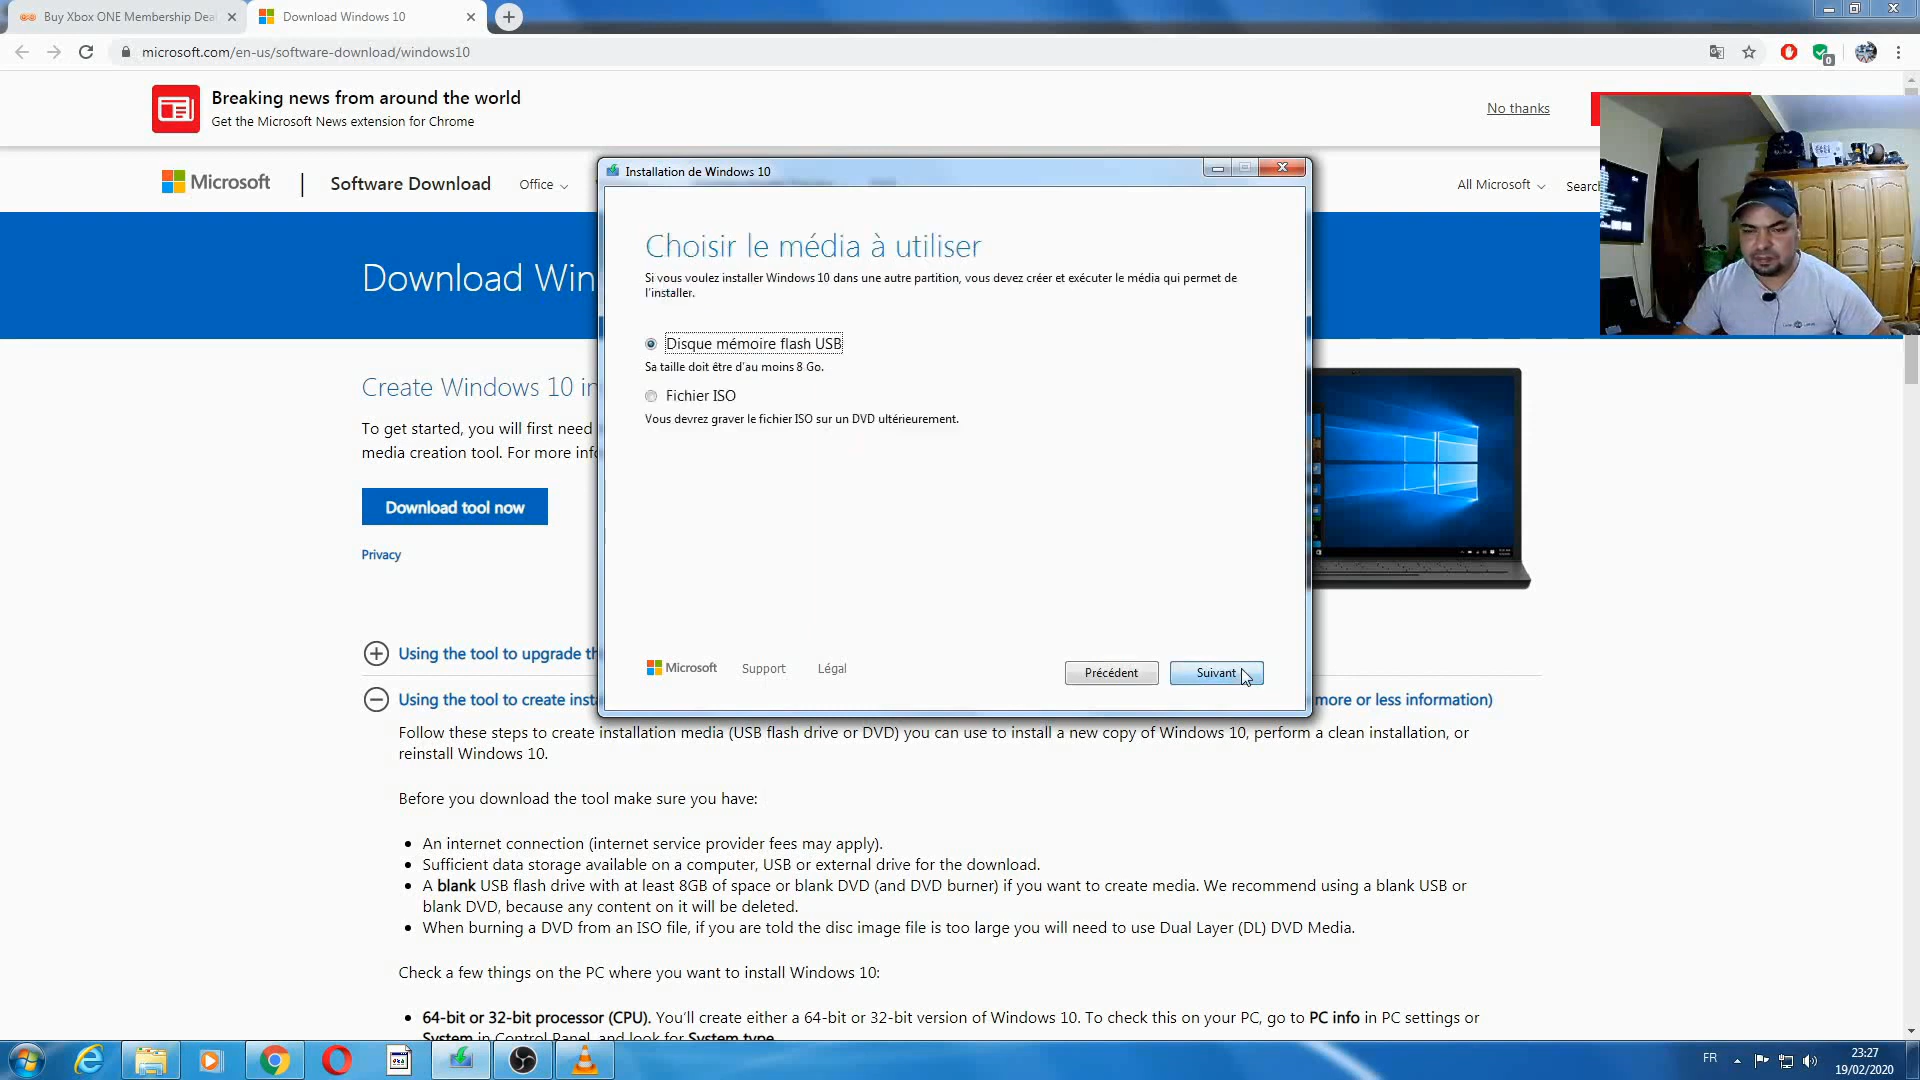 Buy Xbox ONE Membership Dea
Download Windows 10
microsoft.com/en-us/software-download/windows10
0
Breaking news from around the world
Get the Microsoft News extension for Chrome
No thanks
Microsoft
Software Download
Office
All Microsoft
Search
Download Win
Installation de Windows 10
Choisir le média à utiliser
Si vous voulez installer Windows 10 dans une autre partition, vous devez créer et exécuter le média qui permet de
l'installer.
Disque mémoire flash USB
Sa taille doit être d'au moins 8 Go.
Fichier ISO
Vous devrez graver le fichier ISO sur un DVD ultérieurement.
Microsoft
Support
Légal
Précédent
Suivant
Create Windows 10 in
To get started, you will first need
media creation tool. For more info
Download tool now
Privacy
Using the tool to upgrade th
Using the tool to create insta
more or less information)
Follow these steps to create installation media (USB flash drive or DVD) you can use to install a new copy of Windows 10, perform a clean installation, or
reinstall Windows 10.
Before you download the tool make sure you have:
An internet connection (internet service provider fees may apply).
Sufficient data storage available on a computer, USB or external drive for the download.
A blank USB flash drive with at least 8GB of space or blank DVD (and DVD burner) if you want to create media. We recommend using a blank USB or
blank DVD, because any content on it will be deleted.
When burning a DVD from an ISO file, if you are told the disc image file is too large you will need to use Dual Layer (DL) DVD Media.
Check a few things on the PC where you want to install Windows 10:
64-bit or 32-bit processor (CPU). You'll create either a 64-bit or 32-bit version of Windows 10. To check this on your PC, go to PC info in PC settings or
System in Control Panel, and look for System type.
FR
23:27
19/02/2020